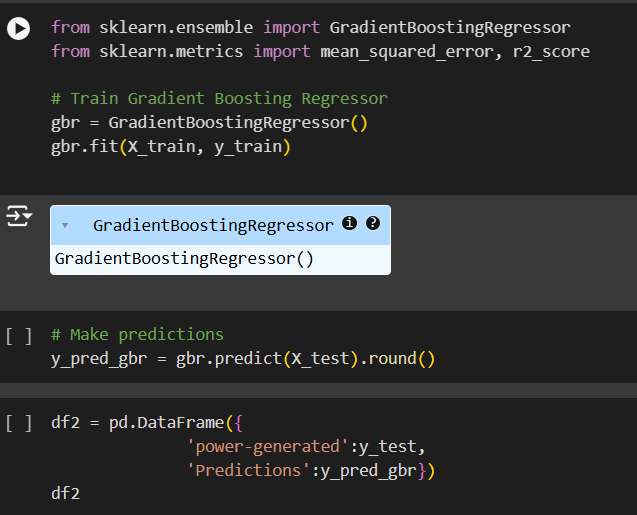 from sklearn.ensemble import GradientBoostingRegressor
from sklearn.metrics import mean_squared_error, r2_score
# Train Gradient Boosting Regressor
gbr = GradientBoostingRegressor()
gbr.fit(X_train, y_train)
GradientBoostingRegressor i ?
GradientBoostingRegressor()
[ ] # Make predictions
y_pred_gbr = gbr.predict(X_test).round()
[ ] df2 = pd.DataFrame({
'power-generated':y_test,
'Predictions':y_pred_gbr})
df2